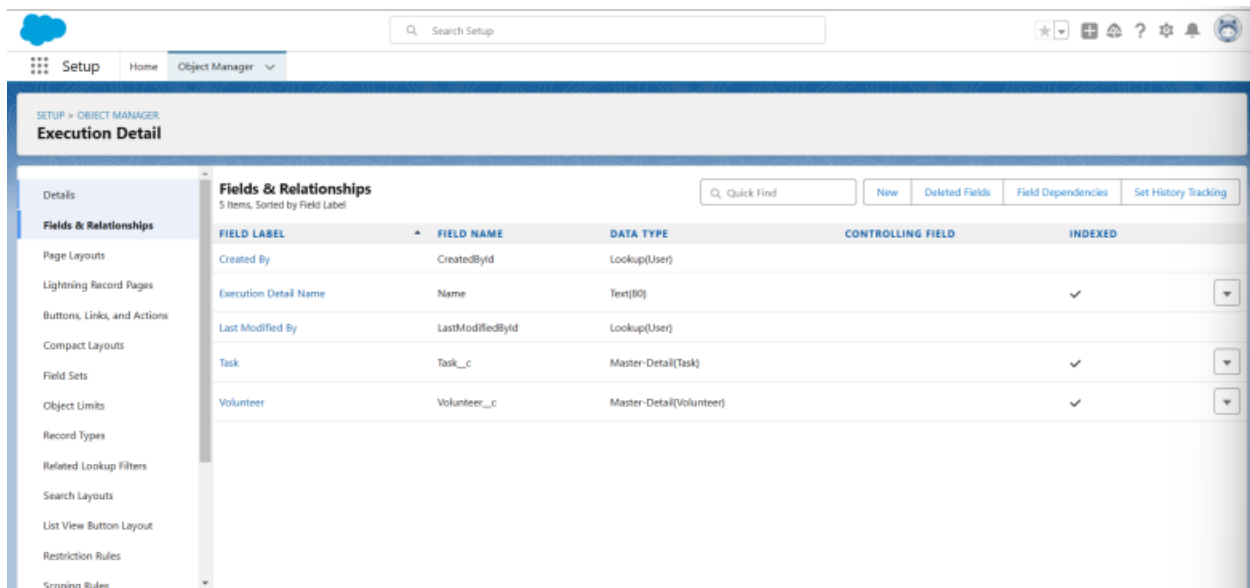 Search Setup
Setup Home Object Manager
SETUP > OBJECT MANAGER
Execution Detail
Details
Fields & Relationships
Page Layouts
Lightning Record Pages
Buttons, Links, and Actions
Compact Layouts
Field Sets
Object Limits
Record Types
Related Lookup Filters
Search Layouts
List View Button Layout
Restriction Rules
Scoping Rules
Fields & Relationships
5 Items, Sorted by Field Label
Quick Find New Deleted Fields Field Dependencies Set History Tracking
FIELD LABEL FIELD NAME DATA TYPE CONTROLLING FIELD INDEXED
Created By CreatedById Lookup(User)
Execution Detail Name Name Text(80)
Last Modified By LastModifiedById Lookup(User)
Task Task__c Master-Detail(Task)
Volunteer Volunteer__c Master-Detail(Volunteer)